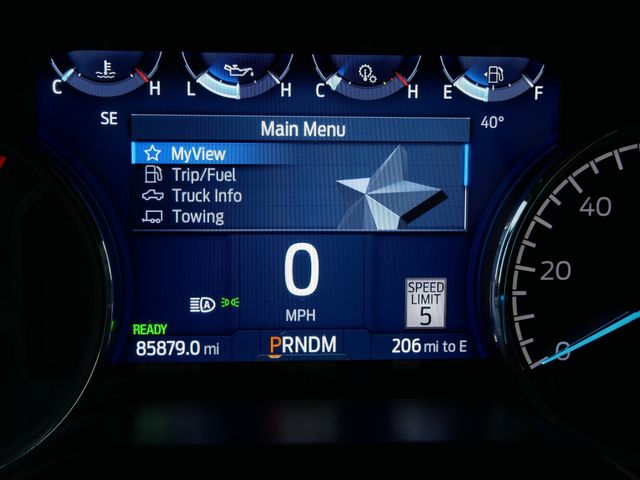 C H L H C H E F
SE 40°
Main Menu
MyView
Trip/Fuel
Truck Info
Towing
0
MPH
SPEED
LIMIT
5
A
READY
85879.0 mi
PRNDM
206 mi to E
40
20
0